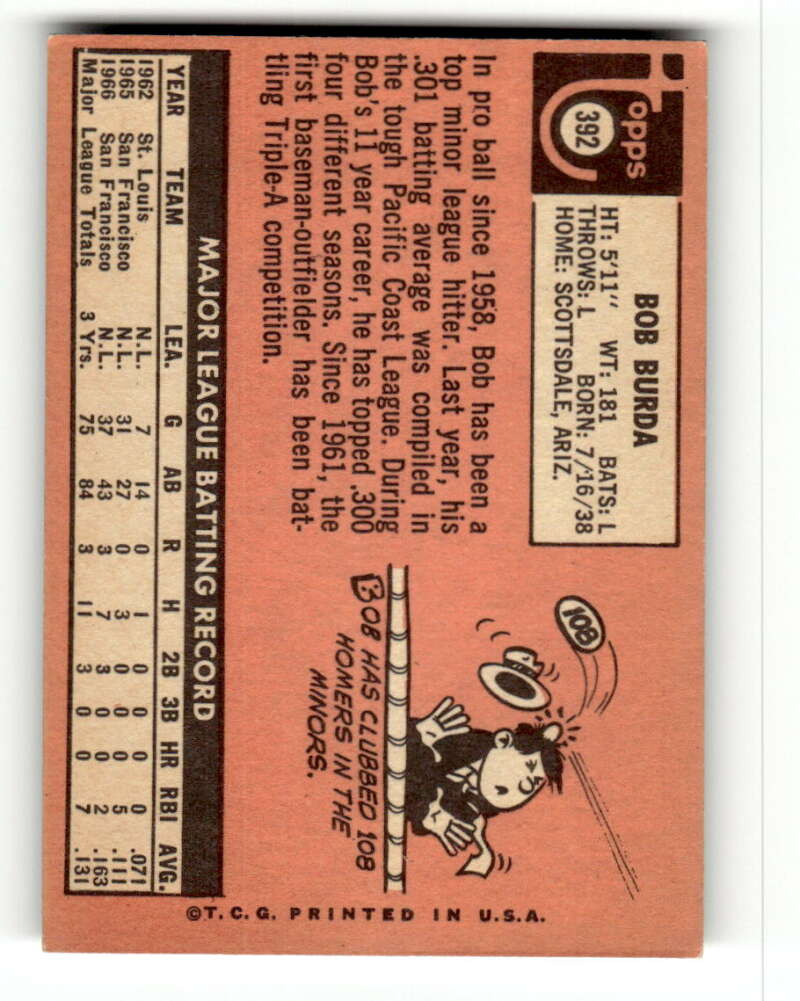 Topps
392
BOB BURDA
HT: 5'11" WT: 181 BATS: L
THROWS: L BORN: 7/16/38
HOME: SCOTTSDALE, ARIZ.
In pro ball since 1958, Bob has been a
top minor league hitter. Last year, his
.301 batting average was compiled in
the tough Pacific Coast League. During
Bob's 11 year career, he has topped .300
four different seasons. Since 1961, the
first baseman-outfielder has been bat-
tling Triple-A competition.
108
BOB HAS CLUBBED 108
HOMERS IN THE
MINORS.
MAJOR LEAGUE BATTING RECORD
YEAR TEAM LEA. G AB R H 2B 3B HR RBI AVG.
1962 St. Louis N.L. 7 14 0 1 0 0 0 0 .071
1965 San Francisco N.L. 31 27 0 3 0 0 0 5 .111
1966 San Francisco N.L. 37 43 3 7 3 0 0 2 .163
Major League Totals 3 Yrs. 75 84 3 11 3 0 0 7 .131
©T.C.G. PRINTED IN U.S.A.